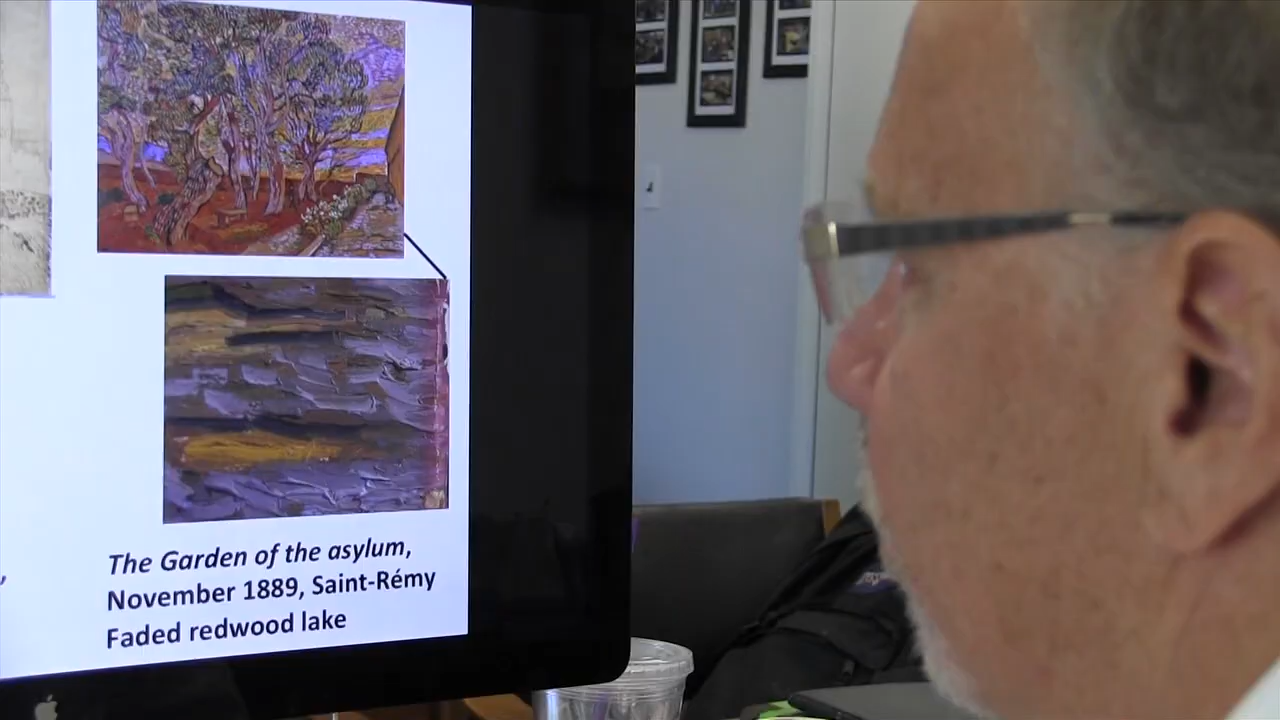 The Garden of the asylum,
November 1889, Saint-Rémy
Faded redwood lake